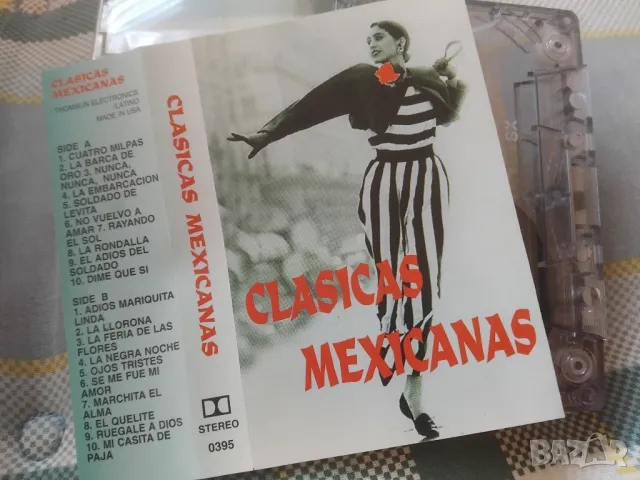 CLASICAS
MEXICANAS
THOMSUN ELECTRONICS
/LATINO
MADE IN USA
SIDE A
1. CUATRO MILPAS
2. LA BARCA DE
ORO 3. NUNCA,
NUNCA, NUNCA
4. LA EMBARCACION
5. SOLDADO DE
LEVITA
6. NO VUELVO A
AMAR 7. RAYANDO
EL SOL
8. LA RONDALLA
9. EL ADIOS DEL
SOLDADO
10. DIME QUE SI
SIDE B
1. ADIOS MARIQUITA
LINDA
2. LA LLORONA
3. LA FERIA DE LAS
FLORES
4. LA NEGRA NOCHE
5. OJOS TRISTES
6. SE ME FUE MI
AMOR
7. MARCHITA EL
ALMA
8. EL QUELITE
9. RUEGALE A DIOS
10. MI CASITA DE
PAJA
CLASICAS MEXICANAS
STEREO
0395
CLASICAS
MEXICANAS
BAZAR